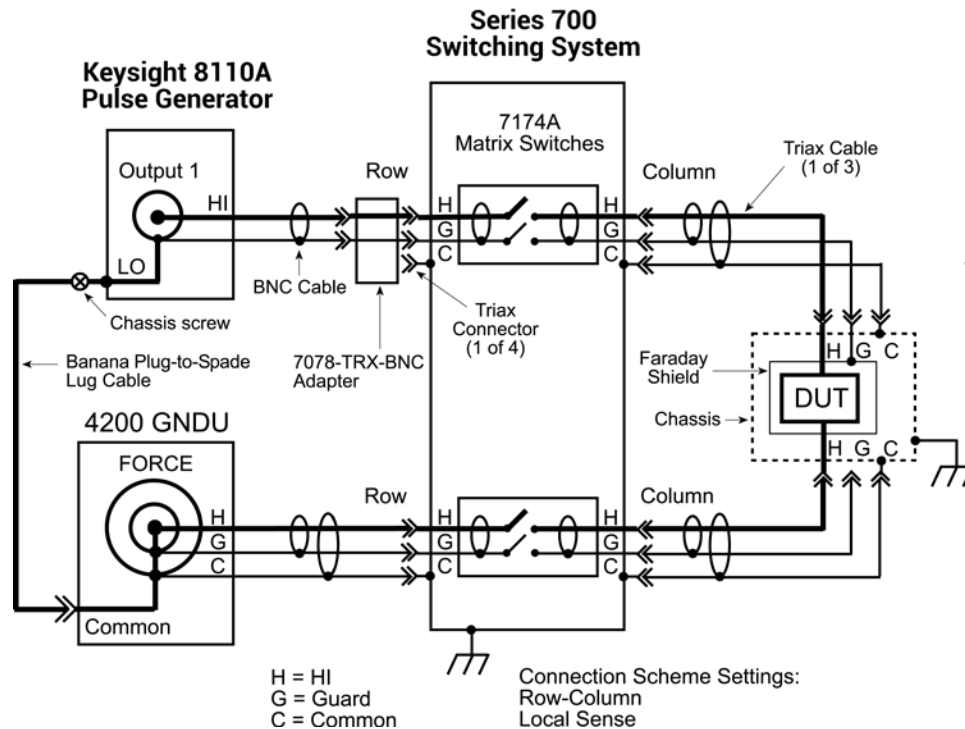 Series 700
Switching System
Keysight 8110A
Pulse Generator
7174A
Matrix Switches
Output 1
HI
LO
Row
H
G
C
H
G
C
Column
Triax Cable
(1 of 3)
BNC Cable
Chassis screw
Triax
Connector
(1 of 4)
Banana Plug-to-Spade
Lug Cable
7078-TRX-BNC
Adapter
H G C
Faraday
Shield
DUT
Chassis
H G C
4200 GNDU
FORCE
H
G
C
Row
H
G
C
H
G
C
Column
Common
H = HI
G = Guard
C = Common
Connection Scheme Settings:
Row-Column
Local Sense